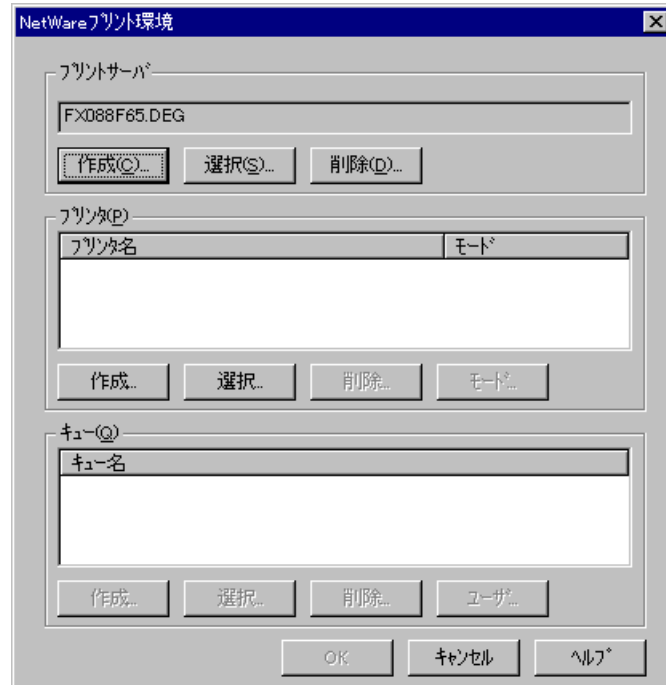 NetWareﾌﾟﾘﾝﾄ環境
ﾌﾟﾘﾝﾄｻｰﾊﾞ
FX088F65.DEG
作成(C)... 選択(S)... 削除(D)...
ﾌﾟﾘﾝﾀ(P)
ﾌﾟﾘﾝﾀ名 ﾓｰﾄﾞ
作成... 選択... 削除... ﾓｰﾄﾞ...
ｷｭｰ(Q)
ｷｭｰ名
作成... 選択... 削除... ﾕｰｻﾞ...
OK ｷｬﾝｾﾙ ﾍﾙﾌﾟ